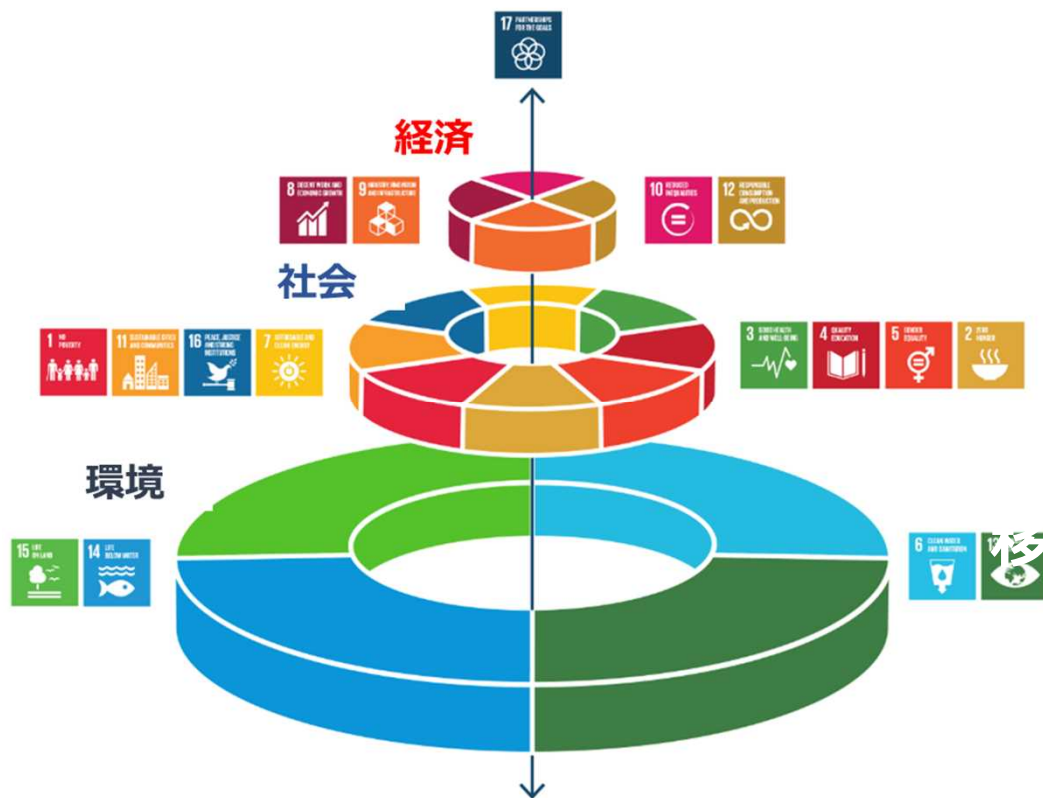 17 PARTNERSHIPS
FOR THE GOALS
経済
8 DECENT WORK AND
ECONOMIC GROWTH
9 INDUSTRY, INNOVATION
AND INFRASTRUCTURE
10 REDUCED
INEQUALITIES
12 RESPONSIBLE
CONSUMPTION
AND PRODUCTION
社会
1 NO
POVERTY
11 SUSTAINABLE CITIES
AND COMMUNITIES
16 PEACE, JUSTICE
AND STRONG
INSTITUTIONS
7 AFFORDABLE AND
CLEAN ENERGY
3 GOOD HEALTH
AND WELL-BEING
4 QUALITY
EDUCATION
5 GENDER
EQUALITY
2 ZERO
HUNGER
環境
15 LIFE
ON LAND
14 LIFE
BELOW WATER
6 CLEAN WATER
AND SANITATION
移